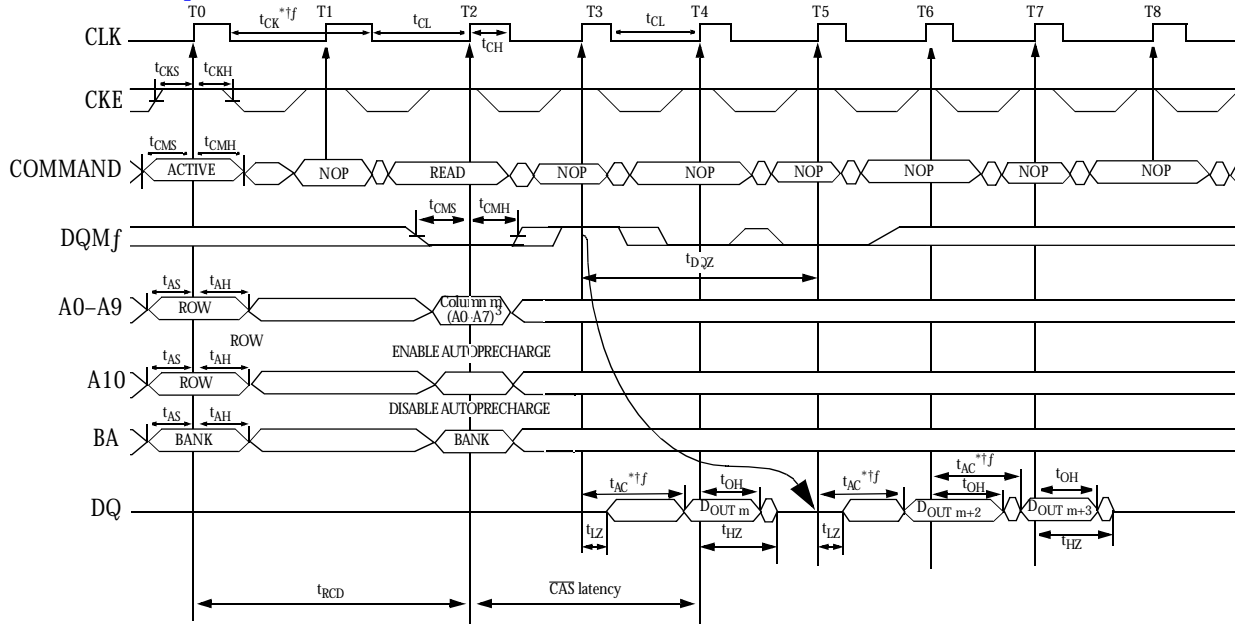 T0 T1 T2 T3 T4 T5 T6 T7 T8
CLK tCK*†f tCL tCH tCL
tCKS tCKH
CKE
tCMS tCMH
COMMAND ACTIVE NOP READ NOP NOP NOP NOP NOP NOP
tCMS tCMH
DQMf
tDQZ
tAS tAH
A0–A9 ROW Column m
(A0-A7)3
ROW
ENABLE AUTOPRECHARGE
tAS tAH
A10 ROW
DISABLE AUTOPRECHARGE
tAS tAH
BA BANK BANK
tAC*†f tOH tAC*†f tAC*†f tOH tOH
DQ DOUT m DOUT m+2 DOUT m+3
tLZ tHZ tLZ tHZ
tRCD CAS latency